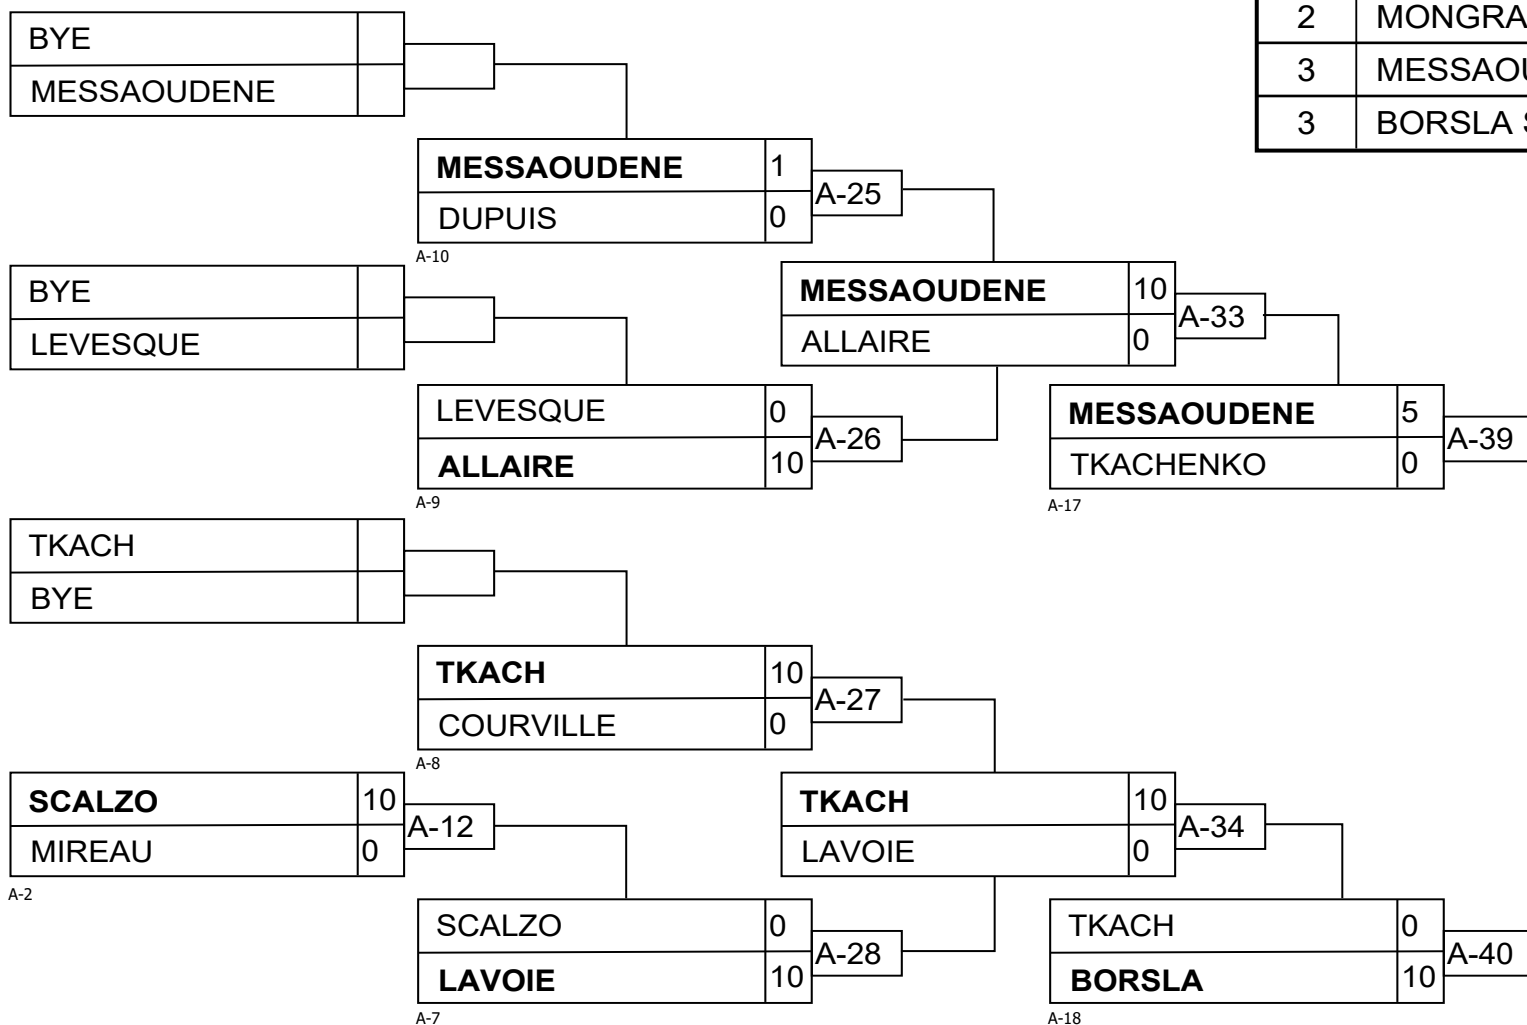 2 MONGRA
3 MESSAOU
3 BORSLA
BYE
MESSAOUDENE
MESSAOUDENE 1
DUPUIS 0
A-25
A-10
BYE
LEVESQUE
MESSAOUDENE 10
ALLAIRE 0
A-33
LEVESQUE 0
ALLAIRE 10
A-26
A-9
MESSAOUDENE 5
TKACHENKO 0
A-39
A-17
TKACH
BYE
TKACH 10
COURVILLE 0
A-27
A-8
SCALZO 10
MIREAU 0
A-12
A-2
TKACH 10
LAVOIE 0
A-34
SCALZO 0
LAVOIE 10
A-28
A-7
TKACH 0
BORSLA 10
A-40
A-18